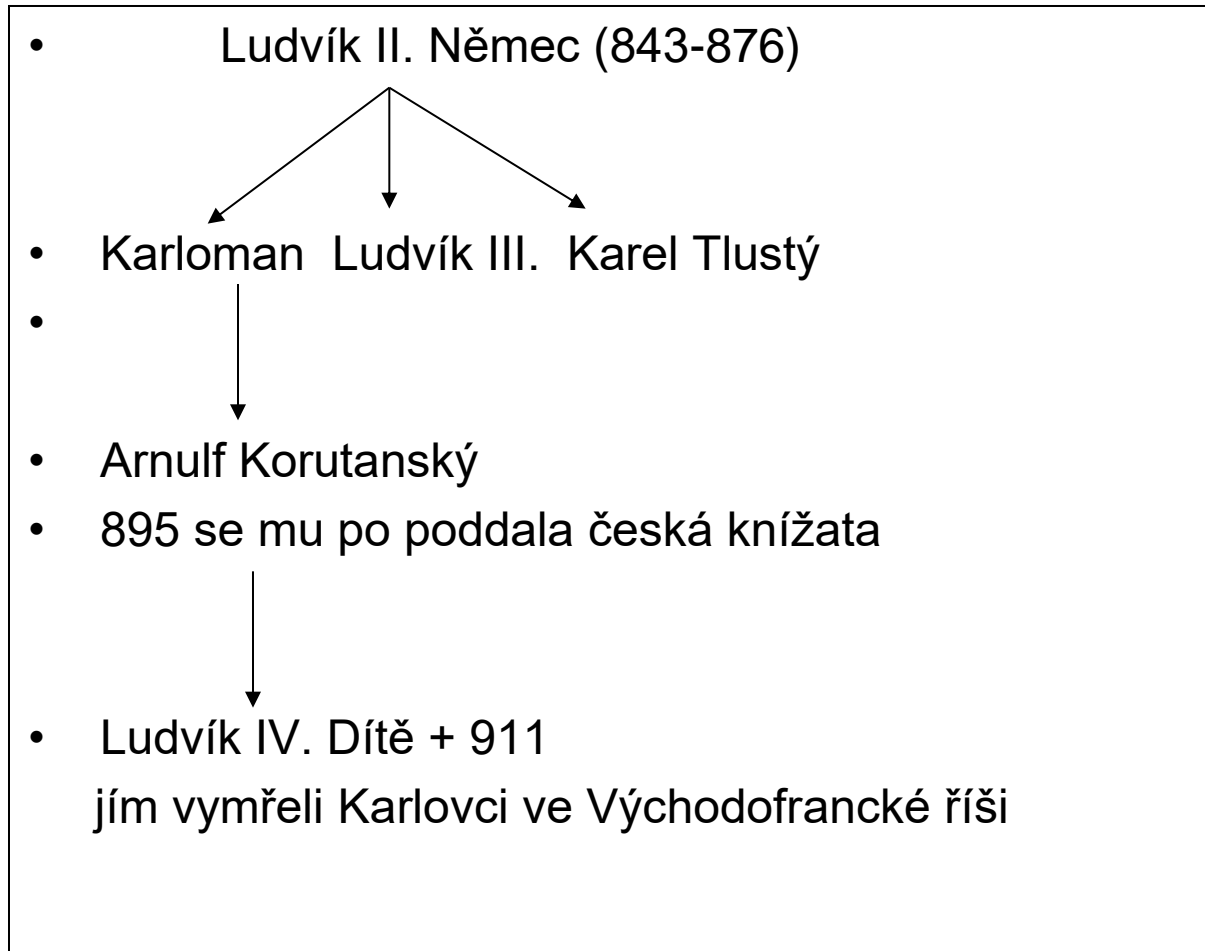 • Ludvík II. Němec (843-876)
• Karloman Ludvík III. Karel Tlustý
•
• Arnulf Korutanský
• 895 se mu po poddala česká knížata
• Ludvík IV. Dítě + 911
jím vymřeli Karlovci ve Východofrancké říši